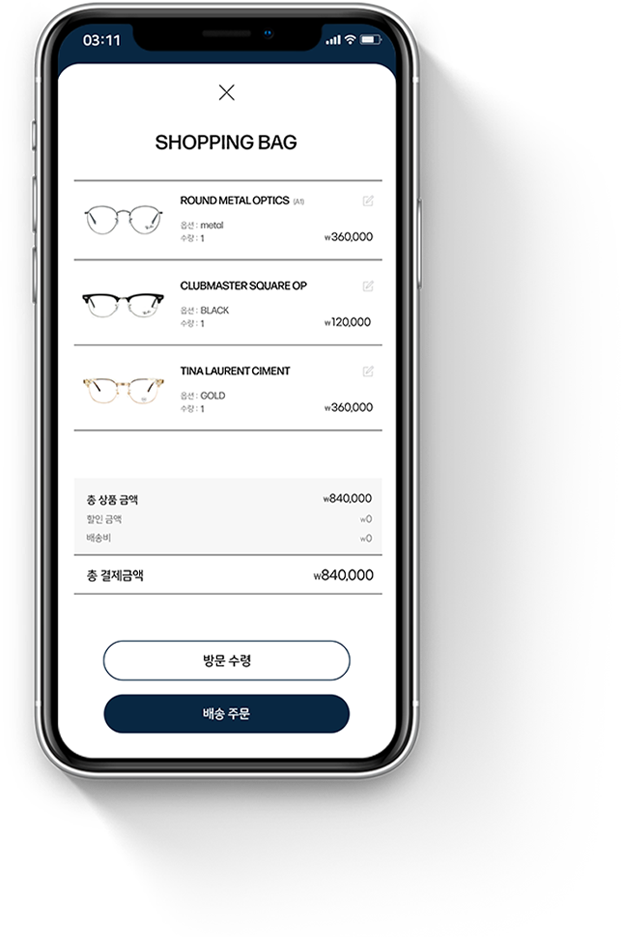 03:11
SHOPPING BAG
ROUND METAL OPTICS (A1)
옵션 : metal
수량 : 1
₩360,000
CLUBMASTER SQUARE OP
옵션 : BLACK
수량 : 1
₩120,000
TINA LAURENT CIMENT
옵션 : GOLD
수량 : 1
₩360,000
총 상품 금액 ₩840,000
할인 금액 ₩0
배송비 ₩0
총 결제금액 ₩840,000
방문 수령
배송 주문